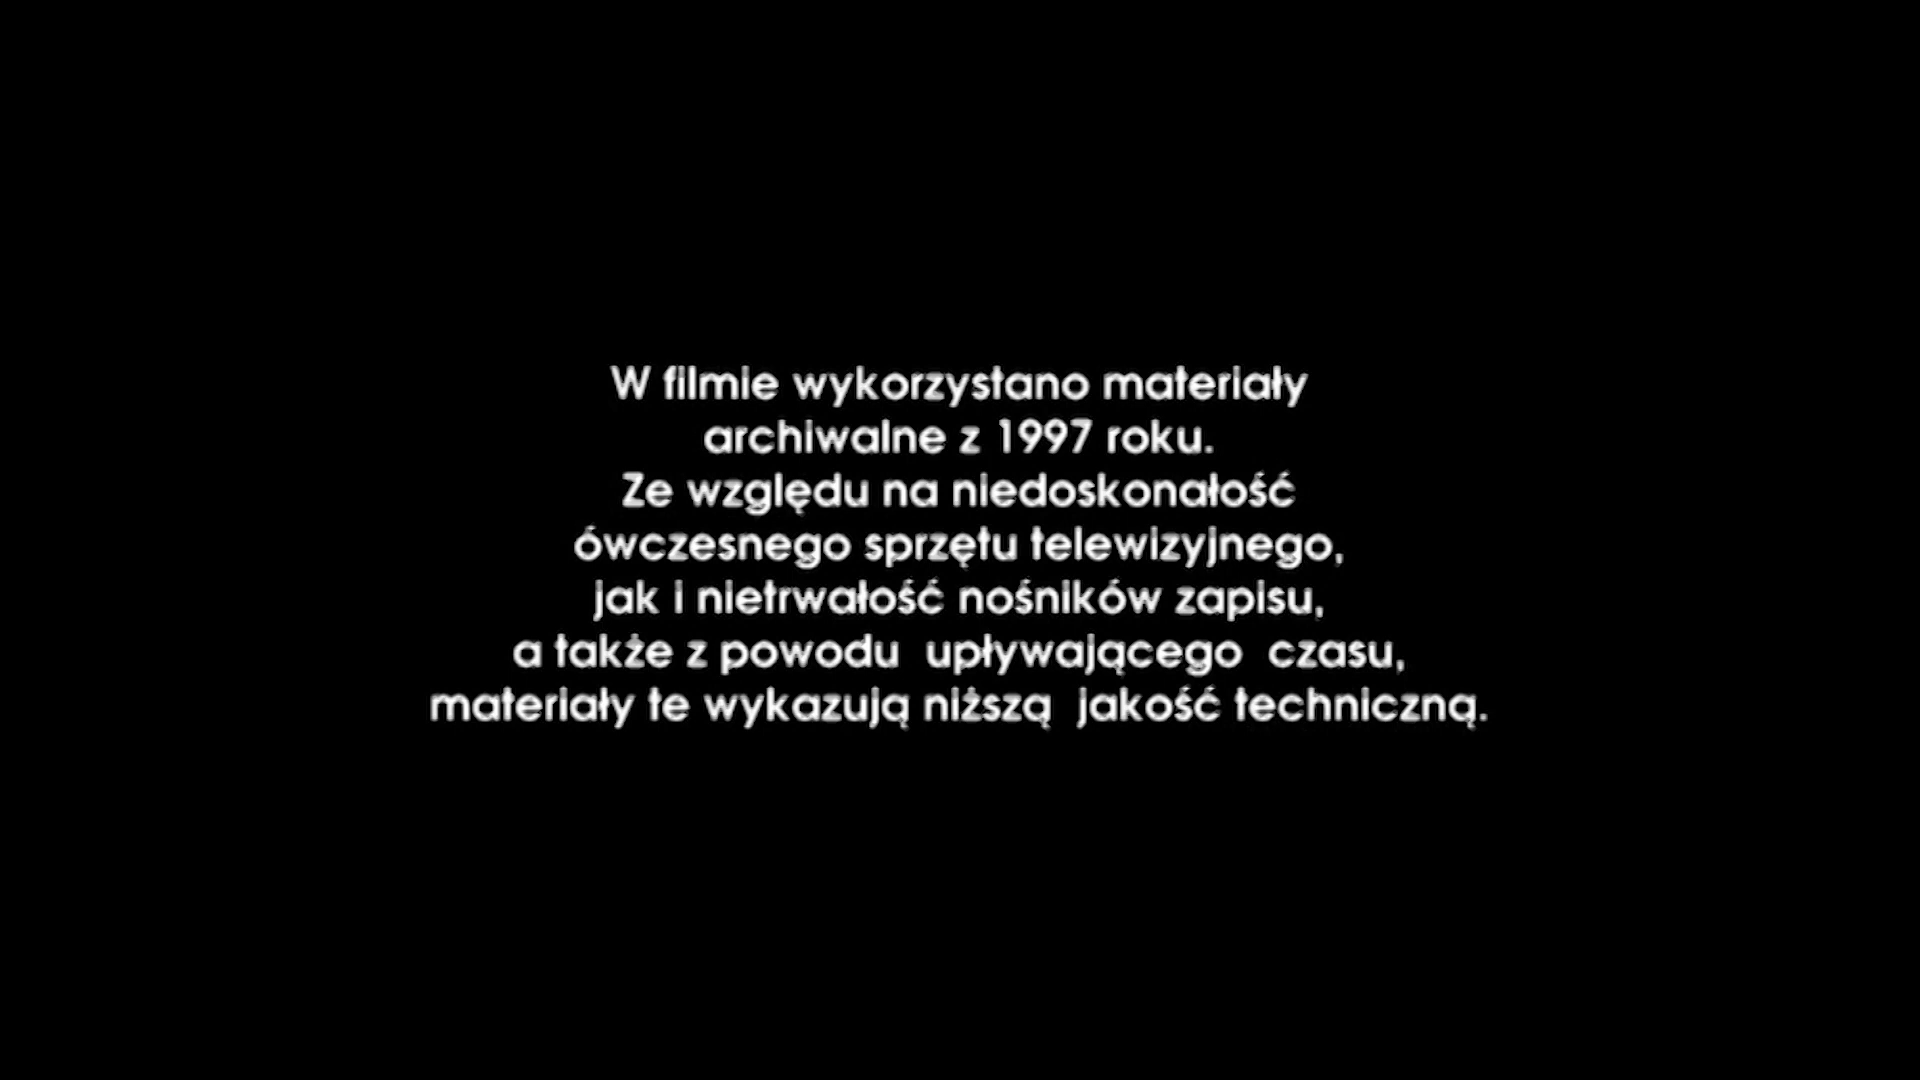 W filmie wykorzystano materiały
archiwalne z 1997 roku.
Ze względu na niedoskonałość
ówczesnego sprzętu telewizyjnego,
jak i nietrwałość nośników zapisu,
a także z powodu  upływającego  czasu,
materiały te wykazują niższą  jakość techniczną.